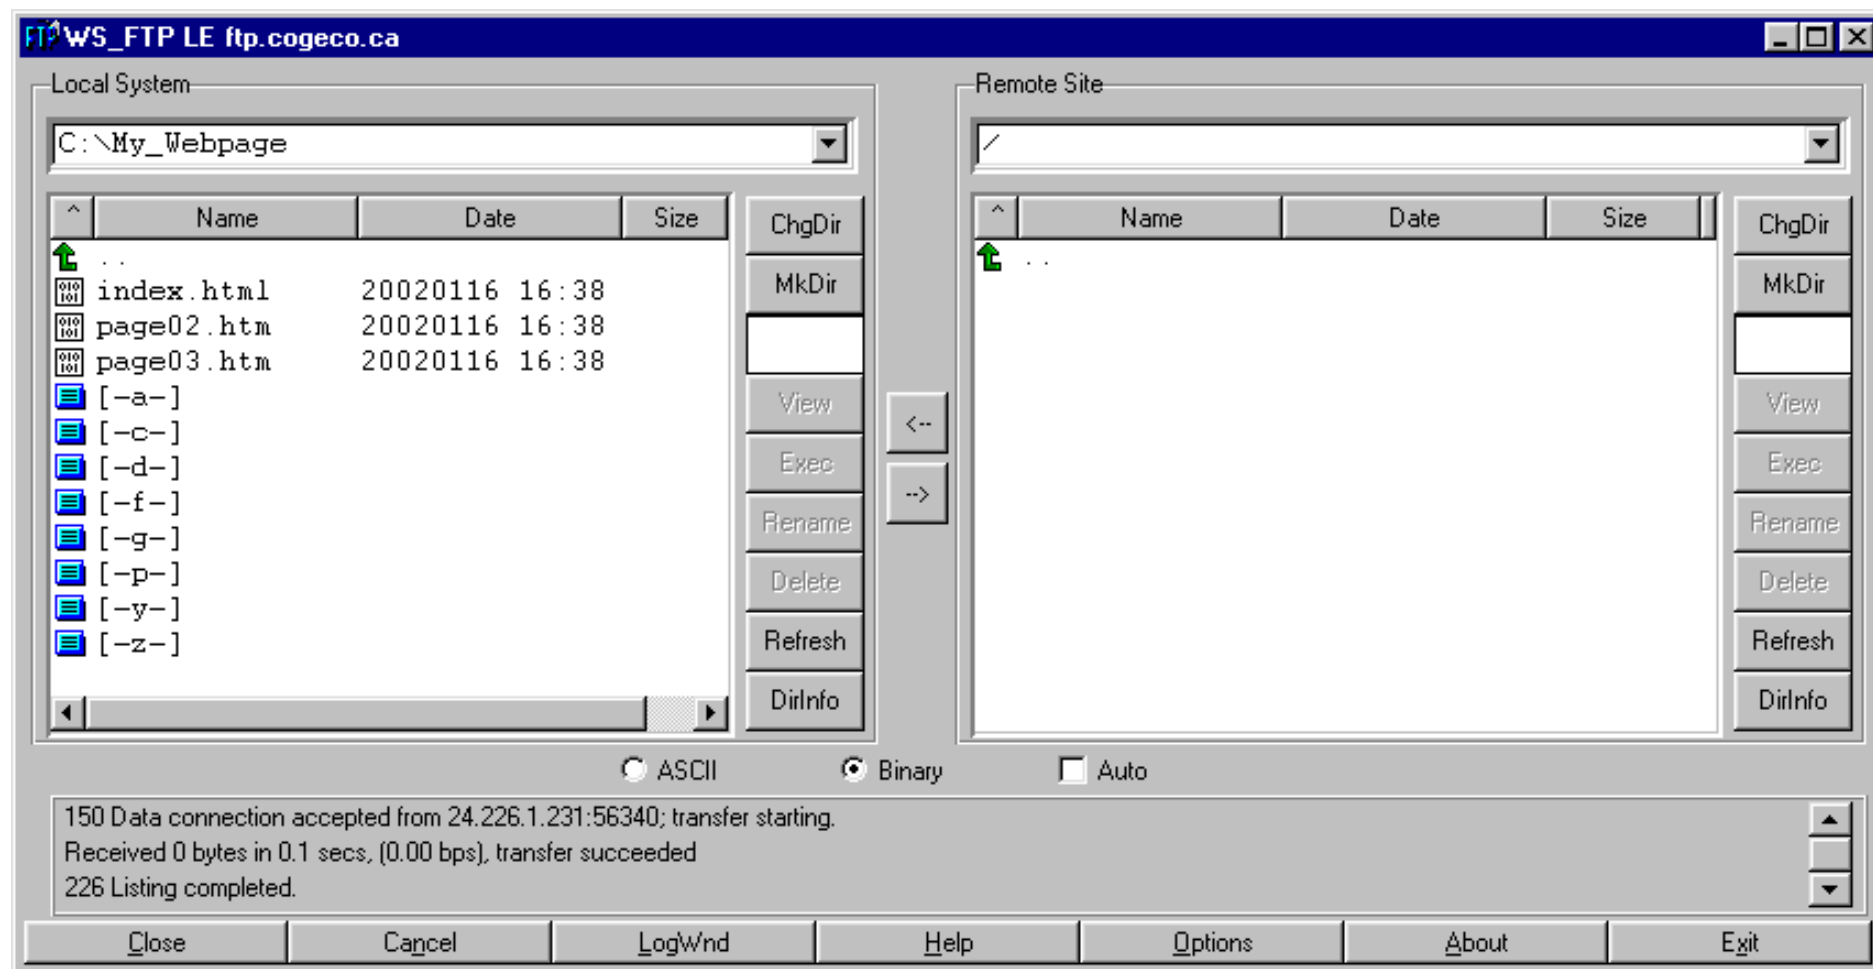 WS_FTP LE ftp.cogeco.ca
Local System
C:\My_Webpage
^ Name Date Size
..
index.html 20020116 16:38
page02.htm 20020116 16:38
page03.htm 20020116 16:38
[-a-]
[-c-]
[-d-]
[-f-]
[-g-]
[-p-]
[-y-]
[-z-]
ChgDir
MkDir
View
Exec
Rename
Delete
Refresh
DirInfo
<--
-->
Remote Site
/
^ Name Date Size
..
ChgDir
MkDir
View
Exec
Rename
Delete
Refresh
DirInfo
ASCII Binary Auto
150 Data connection accepted from 24.226.1.231:56340; transfer starting.
Received 0 bytes in 0.1 secs, (0.00 bps), transfer succeeded
226 Listing completed.
Close Cancel LogWnd Help Options About Exit